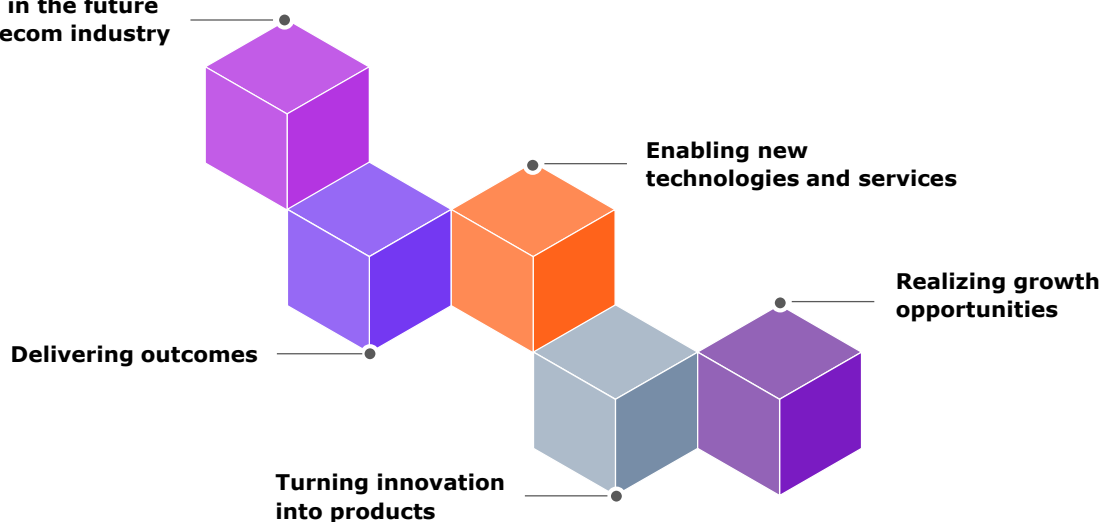 in the future
ecom industry
Enabling new
technologies and services
Realizing growth
opportunities
Delivering outcomes
Turning innovation
into products